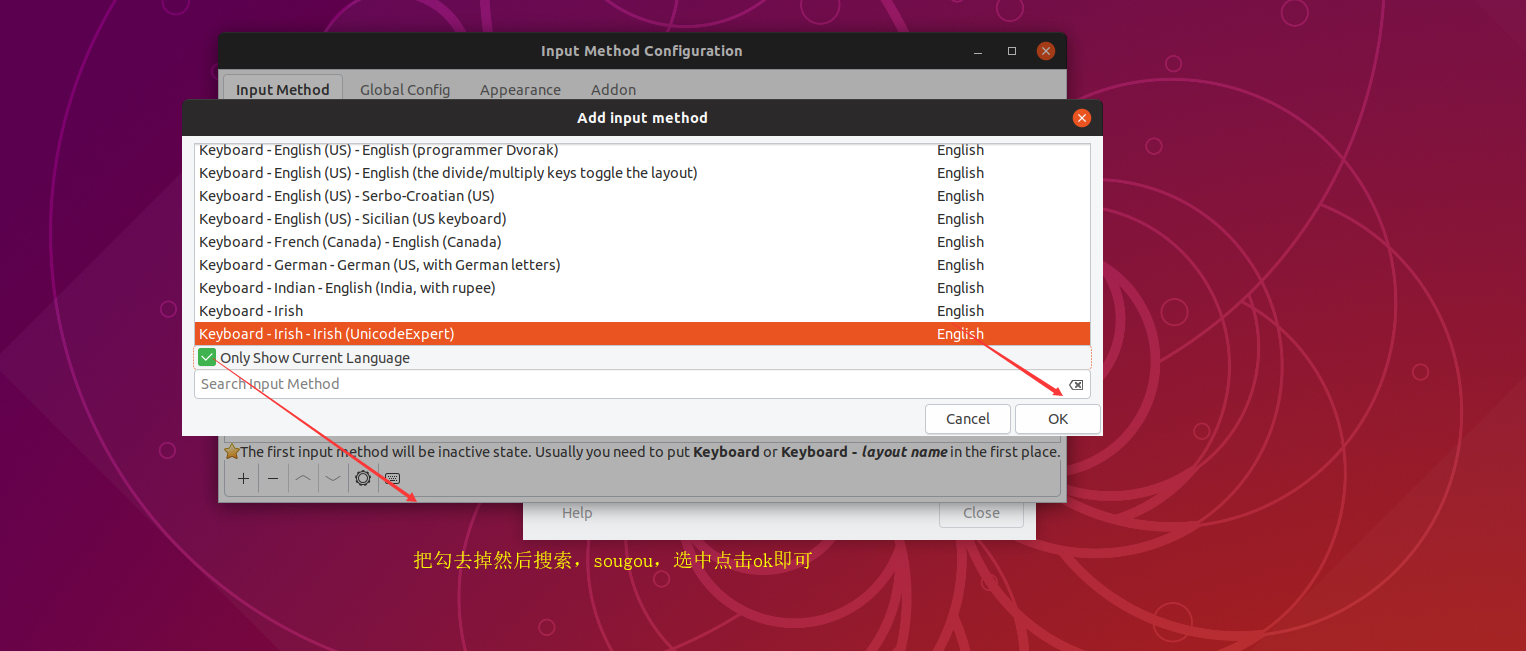 Input Method Configuration
Input Method Global Config Appearance Addon
Add input method
Keyboard - English (US) - English (programmer Dvorak) English
Keyboard - English (US) - English (the divide/multiply keys toggle the layout) English
Keyboard - English (US) - Serbo-Croatian (US) English
Keyboard - English (US) - Sicilian (US keyboard) English
Keyboard - French (Canada) - English (Canada) English
Keyboard - German - German (US, with German letters) English
Keyboard - Indian - English (India, with rupee) English
Keyboard - Irish English
Keyboard - Irish - Irish (UnicodeExpert) English
Only Show Current Language
Search Input Method
Cancel OK
The first input method will be inactive state. Usually you need to put Keyboard or Keyboard - layout name in the first place.
Help Close
把勾去掉然后搜索，sougou，选中点击ok即可